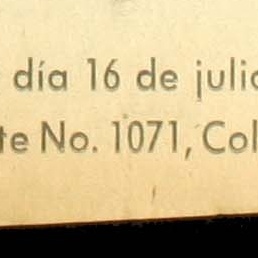 día 16 de julio
te No. 1071, Col